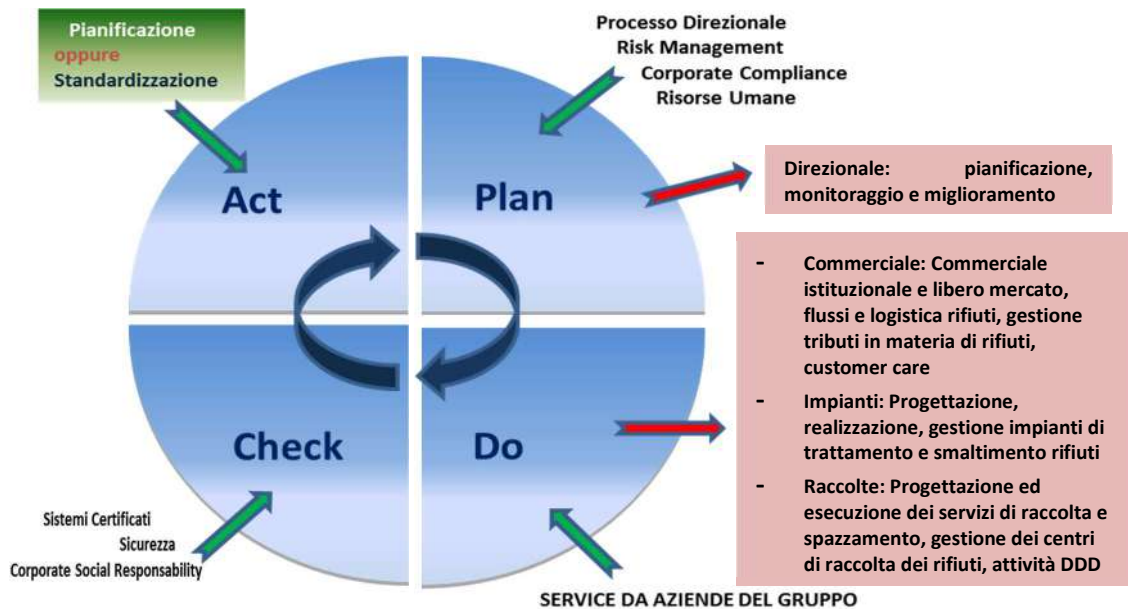 Pianificazione
oppure
Standardizzazione
Processo Direzionale
Risk Management
Corporate Compliance
Risorse Umane
Act
Plan
Direzionale: pianificazione,
monitoraggio e miglioramento
- Commerciale: Commerciale
istituzionale e libero mercato,
flussi e logistica rifiuti, gestione
tributi in materia di rifiuti,
customer care
- Impianti: Progettazione,
realizzazione, gestione impianti di
trattamento e smaltimento rifiuti
- Raccolte: Progettazione ed
esecuzione dei servizi di raccolta e
spazzamento, gestione dei centri
di raccolta dei rifiuti, attività DDD
Check
Do
Sistemi Certificati
Sicurezza
Corporate Social Responsability
SERVICE DA AZIENDE DEL GRUPPO